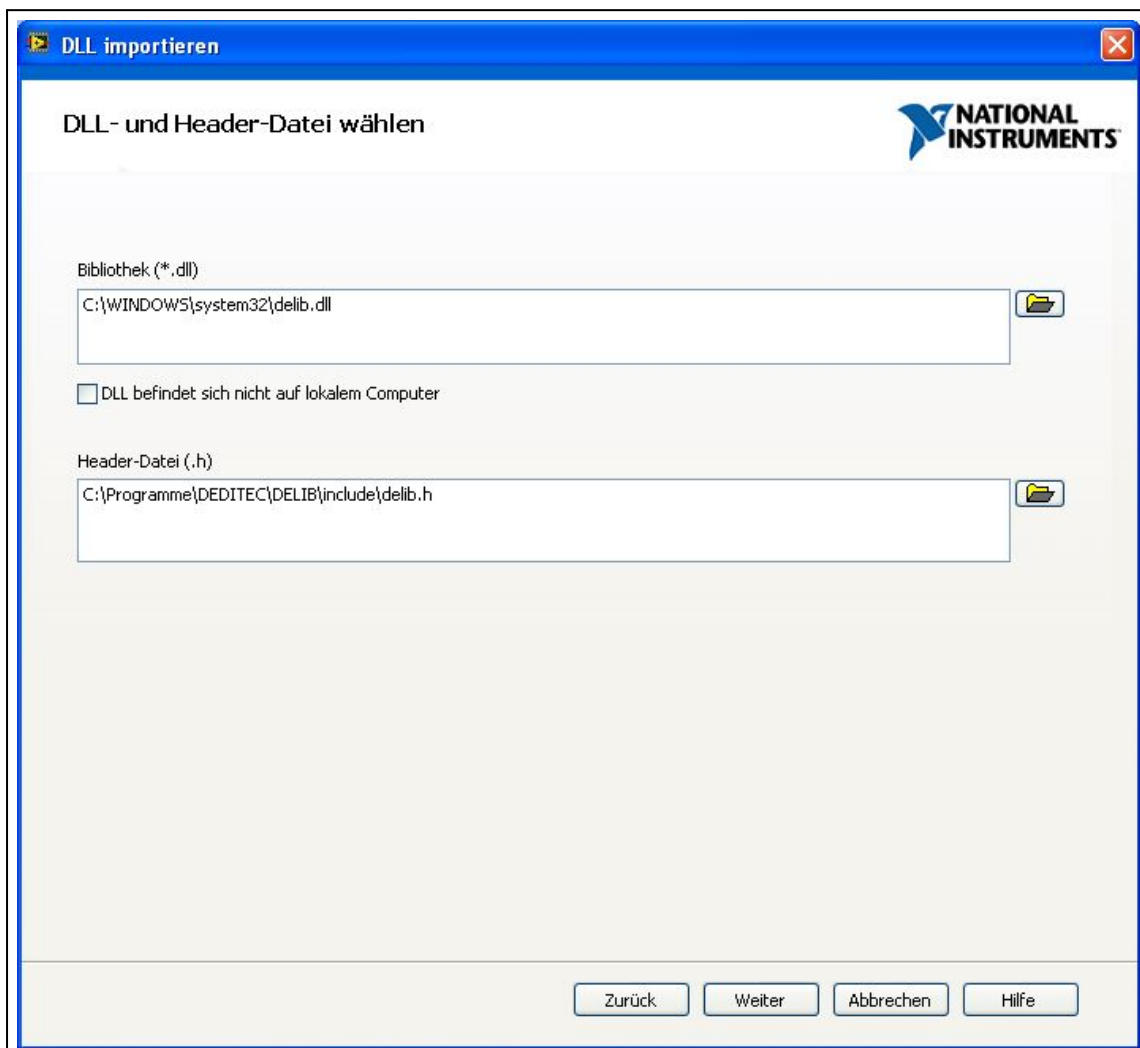 DLL importieren
DLL- und Header-Datei wählen
NATIONAL
INSTRUMENTS
Bibliothek (*.dll)
C:\WINDOWS\system32\delib.dll
DLL befindet sich nicht auf lokalem Computer
Header-Datei (.h)
C:\Programme\DEDITEC\DELIB\include\delib.h
Zurück Weiter Abbrechen Hilfe